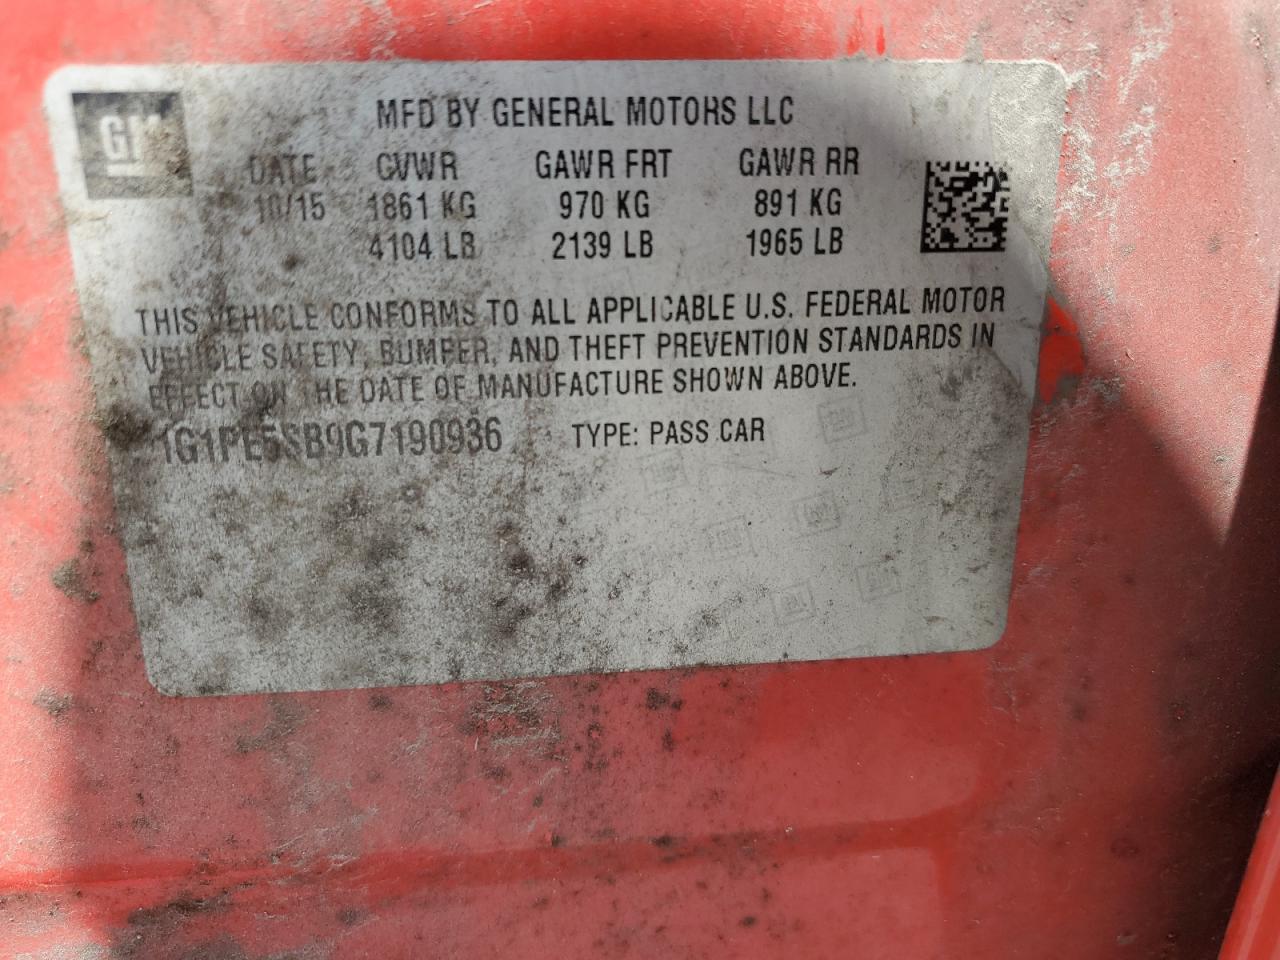 GM
MFD BY GENERAL MOTORS LLC
DATE GVWR GAWR FRT GAWR RR
10/15 1861 KG 970 KG 891 KG
4104 LB 2139 LB 1965 LB
THIS VEHICLE CONFORMS TO ALL APPLICABLE U.S. FEDERAL MOTOR
VEHICLE SAFETY, BUMPER, AND THEFT PREVENTION STANDARDS IN
EFFECT ON THE DATE OF MANUFACTURE SHOWN ABOVE.
1G1PE5SB9G7190936 TYPE: PASS CAR